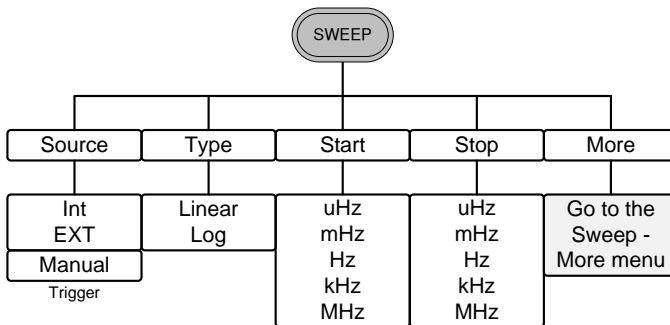 SWEEP
Source
Type
Start
Stop
More
Int
EXT
Manual
Trigger
Linear
Log
uHz
mHz
Hz
kHz
MHz
uHz
mHz
Hz
kHz
MHz
Go to the
Sweep -
More menu